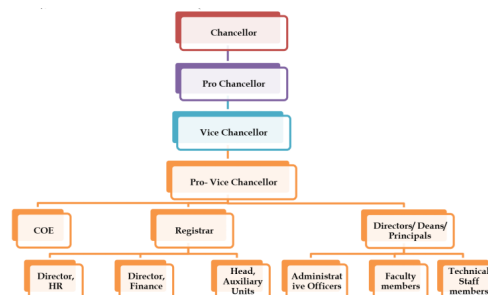 Chancellor
Pro Chancellor
Vice Chancellor
Pro- Vice Chancellor
COE
Registrar
Directors/ Deans/
Principals
Director,
HR
Director,
Finance
Head,
Auxiliary
Units
Administrat
ive Officers
Faculty
members
Technical
Staff
members